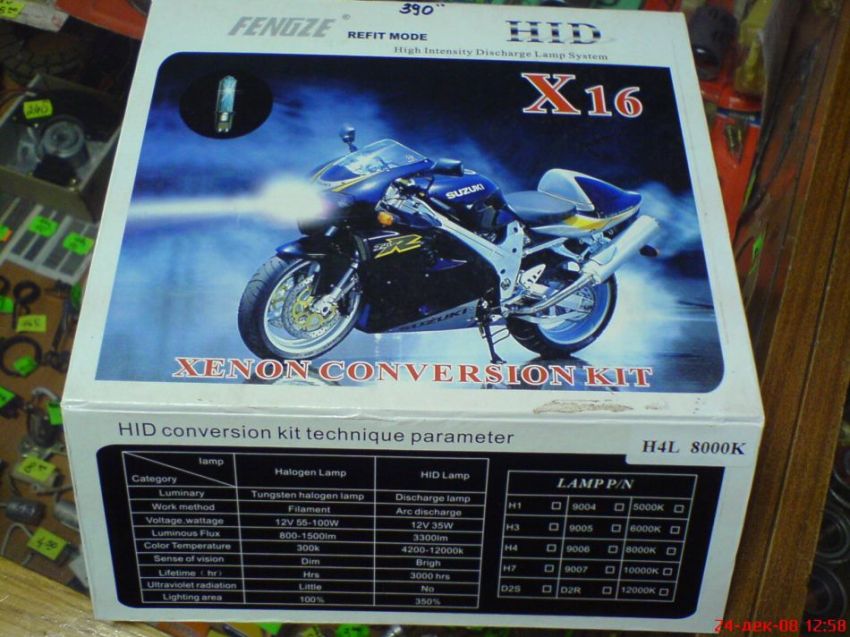 390"
FENGZE ® REFIT MODE HID
High Intensity Discharge Lamp System
X16
SUZUKI
SUZUKI
XENON CONVERSION KIT
HID conversion kit technique parameter
H4L 8000K
lamp
Category Halogen Lamp HID Lamp
Luminary Tungsten halogen lamp Discharge lamp
Work method Filament Arc discharge
Voltage,wattage 12V 55-100W 12V 35W
Luminous Flux 800-1500lm 3300lm
Color Temperature 300k 4200-12000k
Sense of vision Dim Brigh
Lifetime ( hr) Hrs 3000 hrs
Ultraviolet radiation Little No
Lighting area 100% 350%
LAMP P/N
H1 9004 5000K
H3 9005 6000K
H4 9006 8000K
H7 9007 10000K
D2S D2R 12000K
240
24-дек-08 12:58